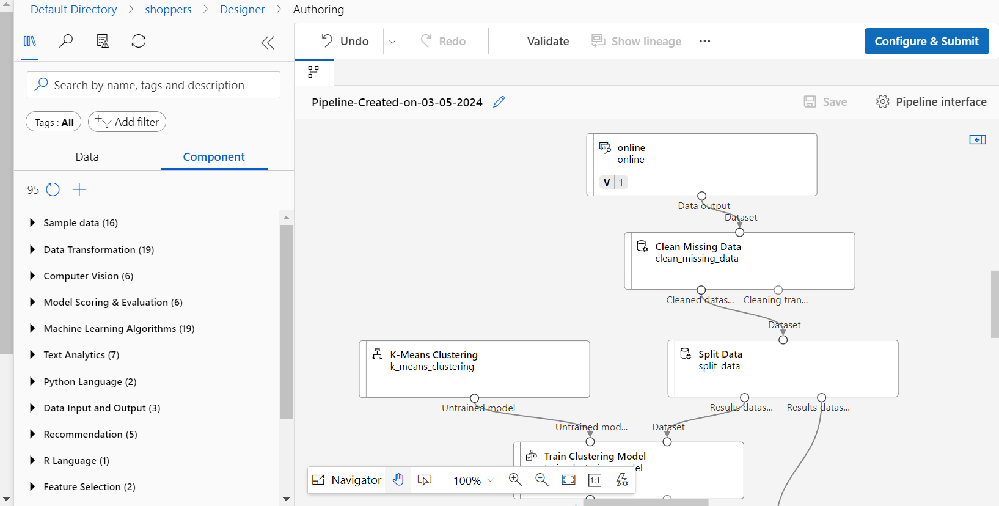 Default Directory > shoppers > Designer > Authoring
Undo
Redo
Validate
Show lineage
Configure & Submit
Search by name, tags and description
Tags : All
Add filter
Data
Component
95
Sample data (16)
Data Transformation (19)
Computer Vision (6)
Model Scoring & Evaluation (6)
Machine Learning Algorithms (19)
Text Analytics (7)
Python Language (2)
Data Input and Output (3)
Recommendation (5)
R Language (1)
Feature Selection (2)
Pipeline-Created-on-03-05-2024
Save
Pipeline interface
online
online
V 1
Data output
Dataset
Clean Missing Data
clean_missing_data
Cleaned datas...
Cleaning tran...
Dataset
K-Means Clustering
k_means_clustering
Untrained model
Split Data
split_data
Results datas...
Results datas...
Untrained mod...
Dataset
Train Clustering Model
Navigator
100%
1:1